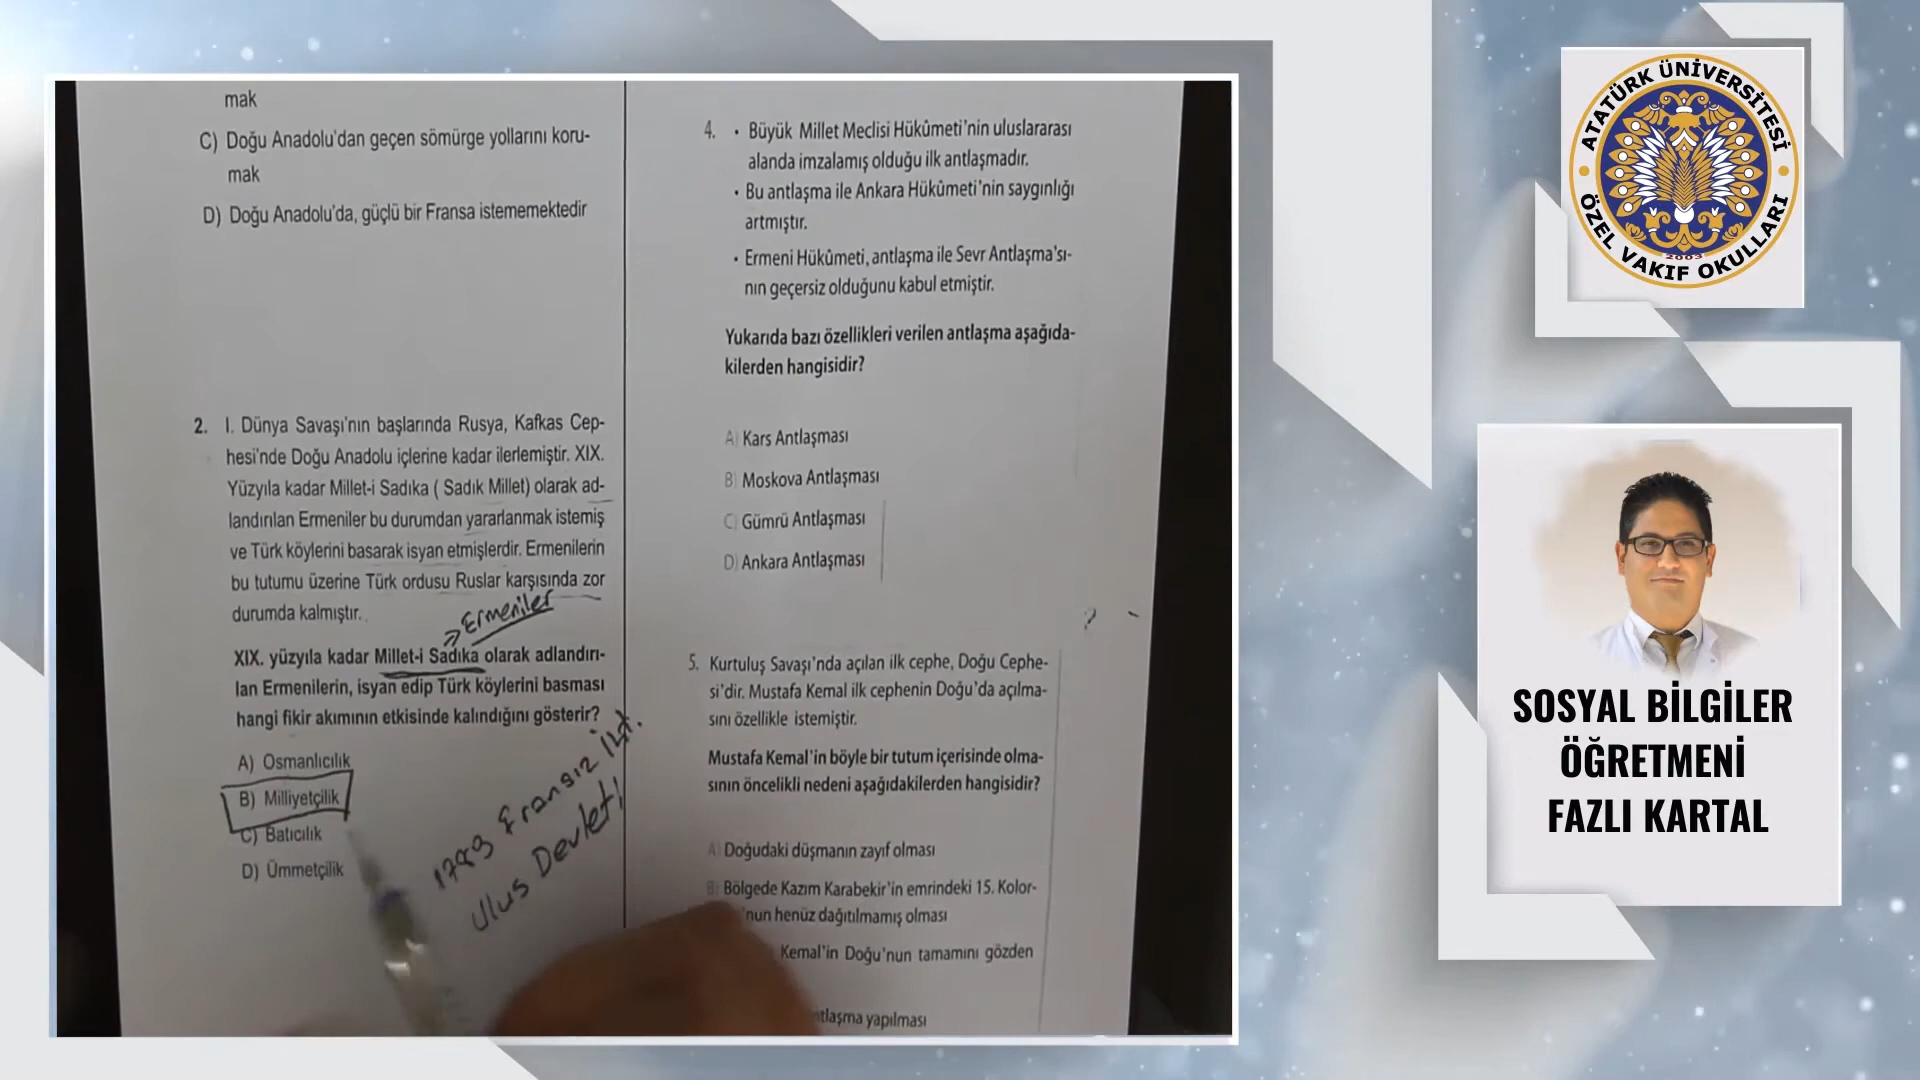 mak
C) Doğu Anadolu'dan geçen sömürge yollarını koru-
mak
D) Doğu Anadolu'da, güçlü bir Fransa istememektedir
2. I. Dünya Savaşı'nın başlarında Rusya, Kafkas Cep-
hesi'nde Doğu Anadolu içlerine kadar ilerlemiştir. XIX.
Yüzyıla kadar Millet-i Sadıka ( Sadık Millet) olarak ad-
landırılan Ermeniler bu durumdan yararlanmak istemiş
ve Türk köylerini basarak isyan etmişlerdir. Ermenilerin
bu tutumu üzerine Türk ordusu Ruslar karşısında zor
durumda kalmıştır.
Ermeniler
XIX. yüzyıla kadar Millet-i Sadıka olarak adlandırı-
lan Ermenilerin, isyan edip Türk köylerini basması
hangi fikir akımının etkisinde kalındığını gösterir?
A) Osmanlıcılık
B) Milliyetçilik
C) Batıcılık
D) Ümmetçilik
1789 Fransız İht.
Ulus Devlet!
4. • Büyük Millet Meclisi Hükûmeti'nin uluslararası
alanda imzalamış olduğu ilk antlaşmadır.
• Bu antlaşma ile Ankara Hükûmeti'nin saygınlığı
artmıştır.
• Ermeni Hükûmeti, antlaşma ile Sevr Antlaşma'sı-
nın geçersiz olduğunu kabul etmiştir.
Yukarıda bazı özellikleri verilen antlaşma aşağıda-
kilerden hangisidir?
A) Kars Antlaşması
B) Moskova Antlaşması
C) Gümrü Antlaşması
D) Ankara Antlaşması
5. Kurtuluş Savaşı'nda açılan ilk cephe, Doğu Cephe-
si'dir. Mustafa Kemal ilk cephenin Doğu'da açılma-
sını özellikle istemiştir.
Mustafa Kemal'in böyle bir tutum içerisinde olma-
sının öncelikli nedeni aşağıdakilerden hangisidir?
A) Doğudaki düşmanın zayıf olması
B) Bölgede Kazım Karabekir'in emrindeki 15. Kolor-
'nun henüz dağıtılmamış olması
Kemal'in Doğu'nun tamamını gözden
ntlaşma yapılması
ATATÜRK ÜNİVERSİTESİ
ÖZEL VAKIF OKULLARI
2003
SOSYAL BİLGİLER
ÖĞRETMENİ
FAZLI KARTAL